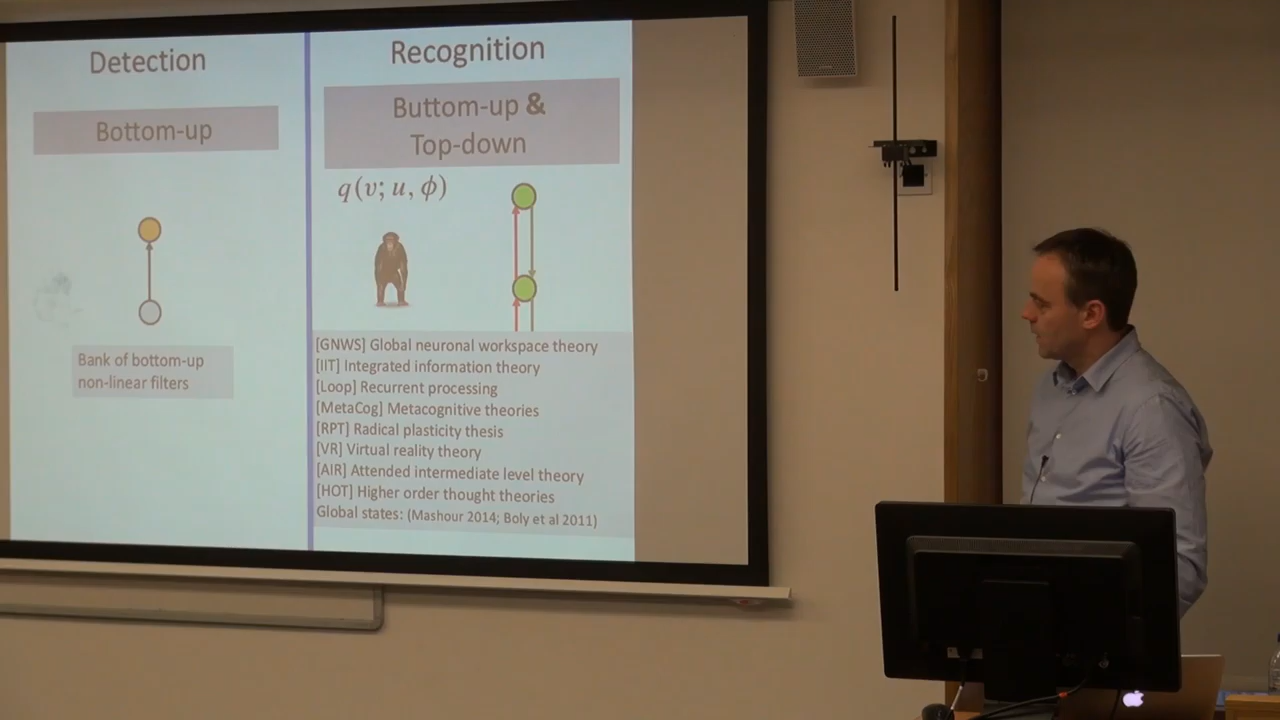 Detection
Bottom-up
Bank of bottom-up
non-linear filters
Recognition
Buttom-up &
Top-down
q(v; u, ϕ)
[GNWS] Global neuronal workspace theory
[IIT] Integrated information theory
[Loop] Recurrent processing
[MetaCog] Metacognitive theories
[RPT] Radical plasticity thesis
[VR] Virtual reality theory
[AIR] Attended intermediate level theory
[HOT] Higher order thought theories
Global states: (Mashour 2014; Boly et al 2011)